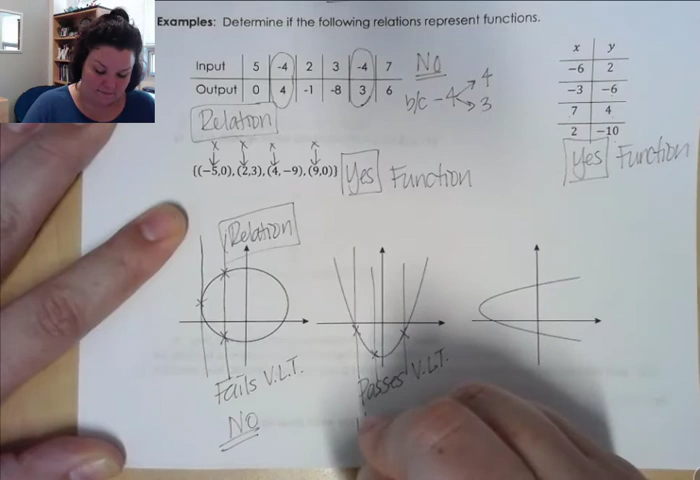 Examples: Determine if the following relations represent functions.
Input 5 -4 2 3 -4 7
Output 0 4 -1 -8 3 6
NO
b/c -4 4
3
x y
-6 2
-3 -6
7 4
2 -10
Relation
x x x x
{(-5,0), (2,3), (4,-9), (9,0)}
Yes Function
Yes Function
Relation
Fails V.L.T.
NO
Passes V.L.T.